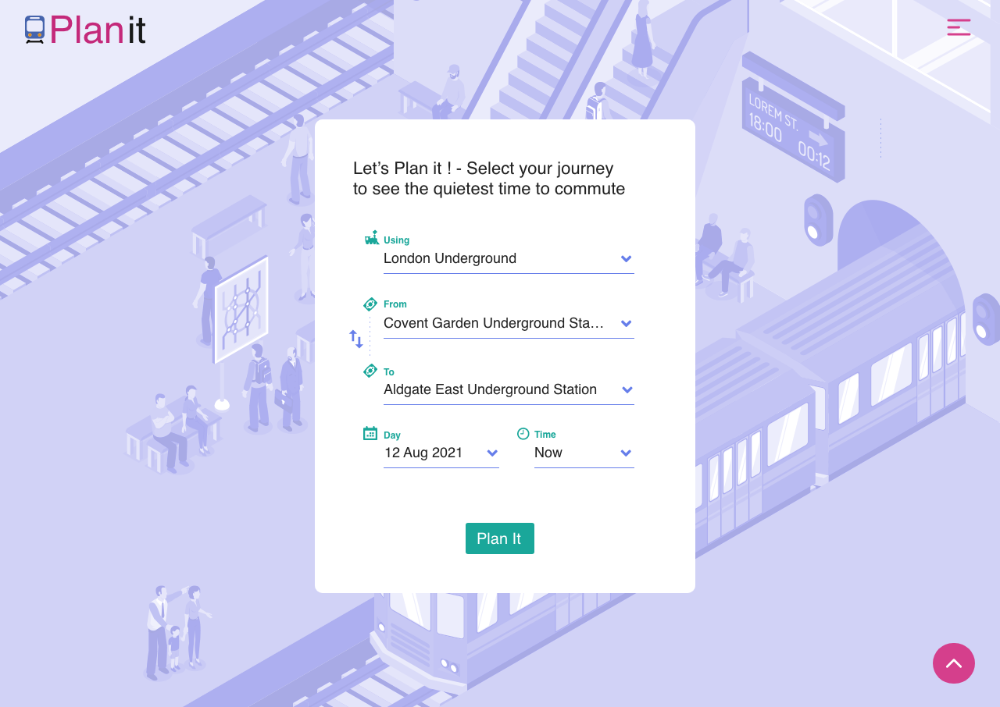 Planit
LOREM ST.
18:00
00:12
Let’s Plan it ! - Select your journey
to see the quietest time to commute
Using
London Underground
From
Covent Garden Underground Sta…
To
Aldgate East Underground Station
Day
Time
12 Aug 2021
Now
Plan It